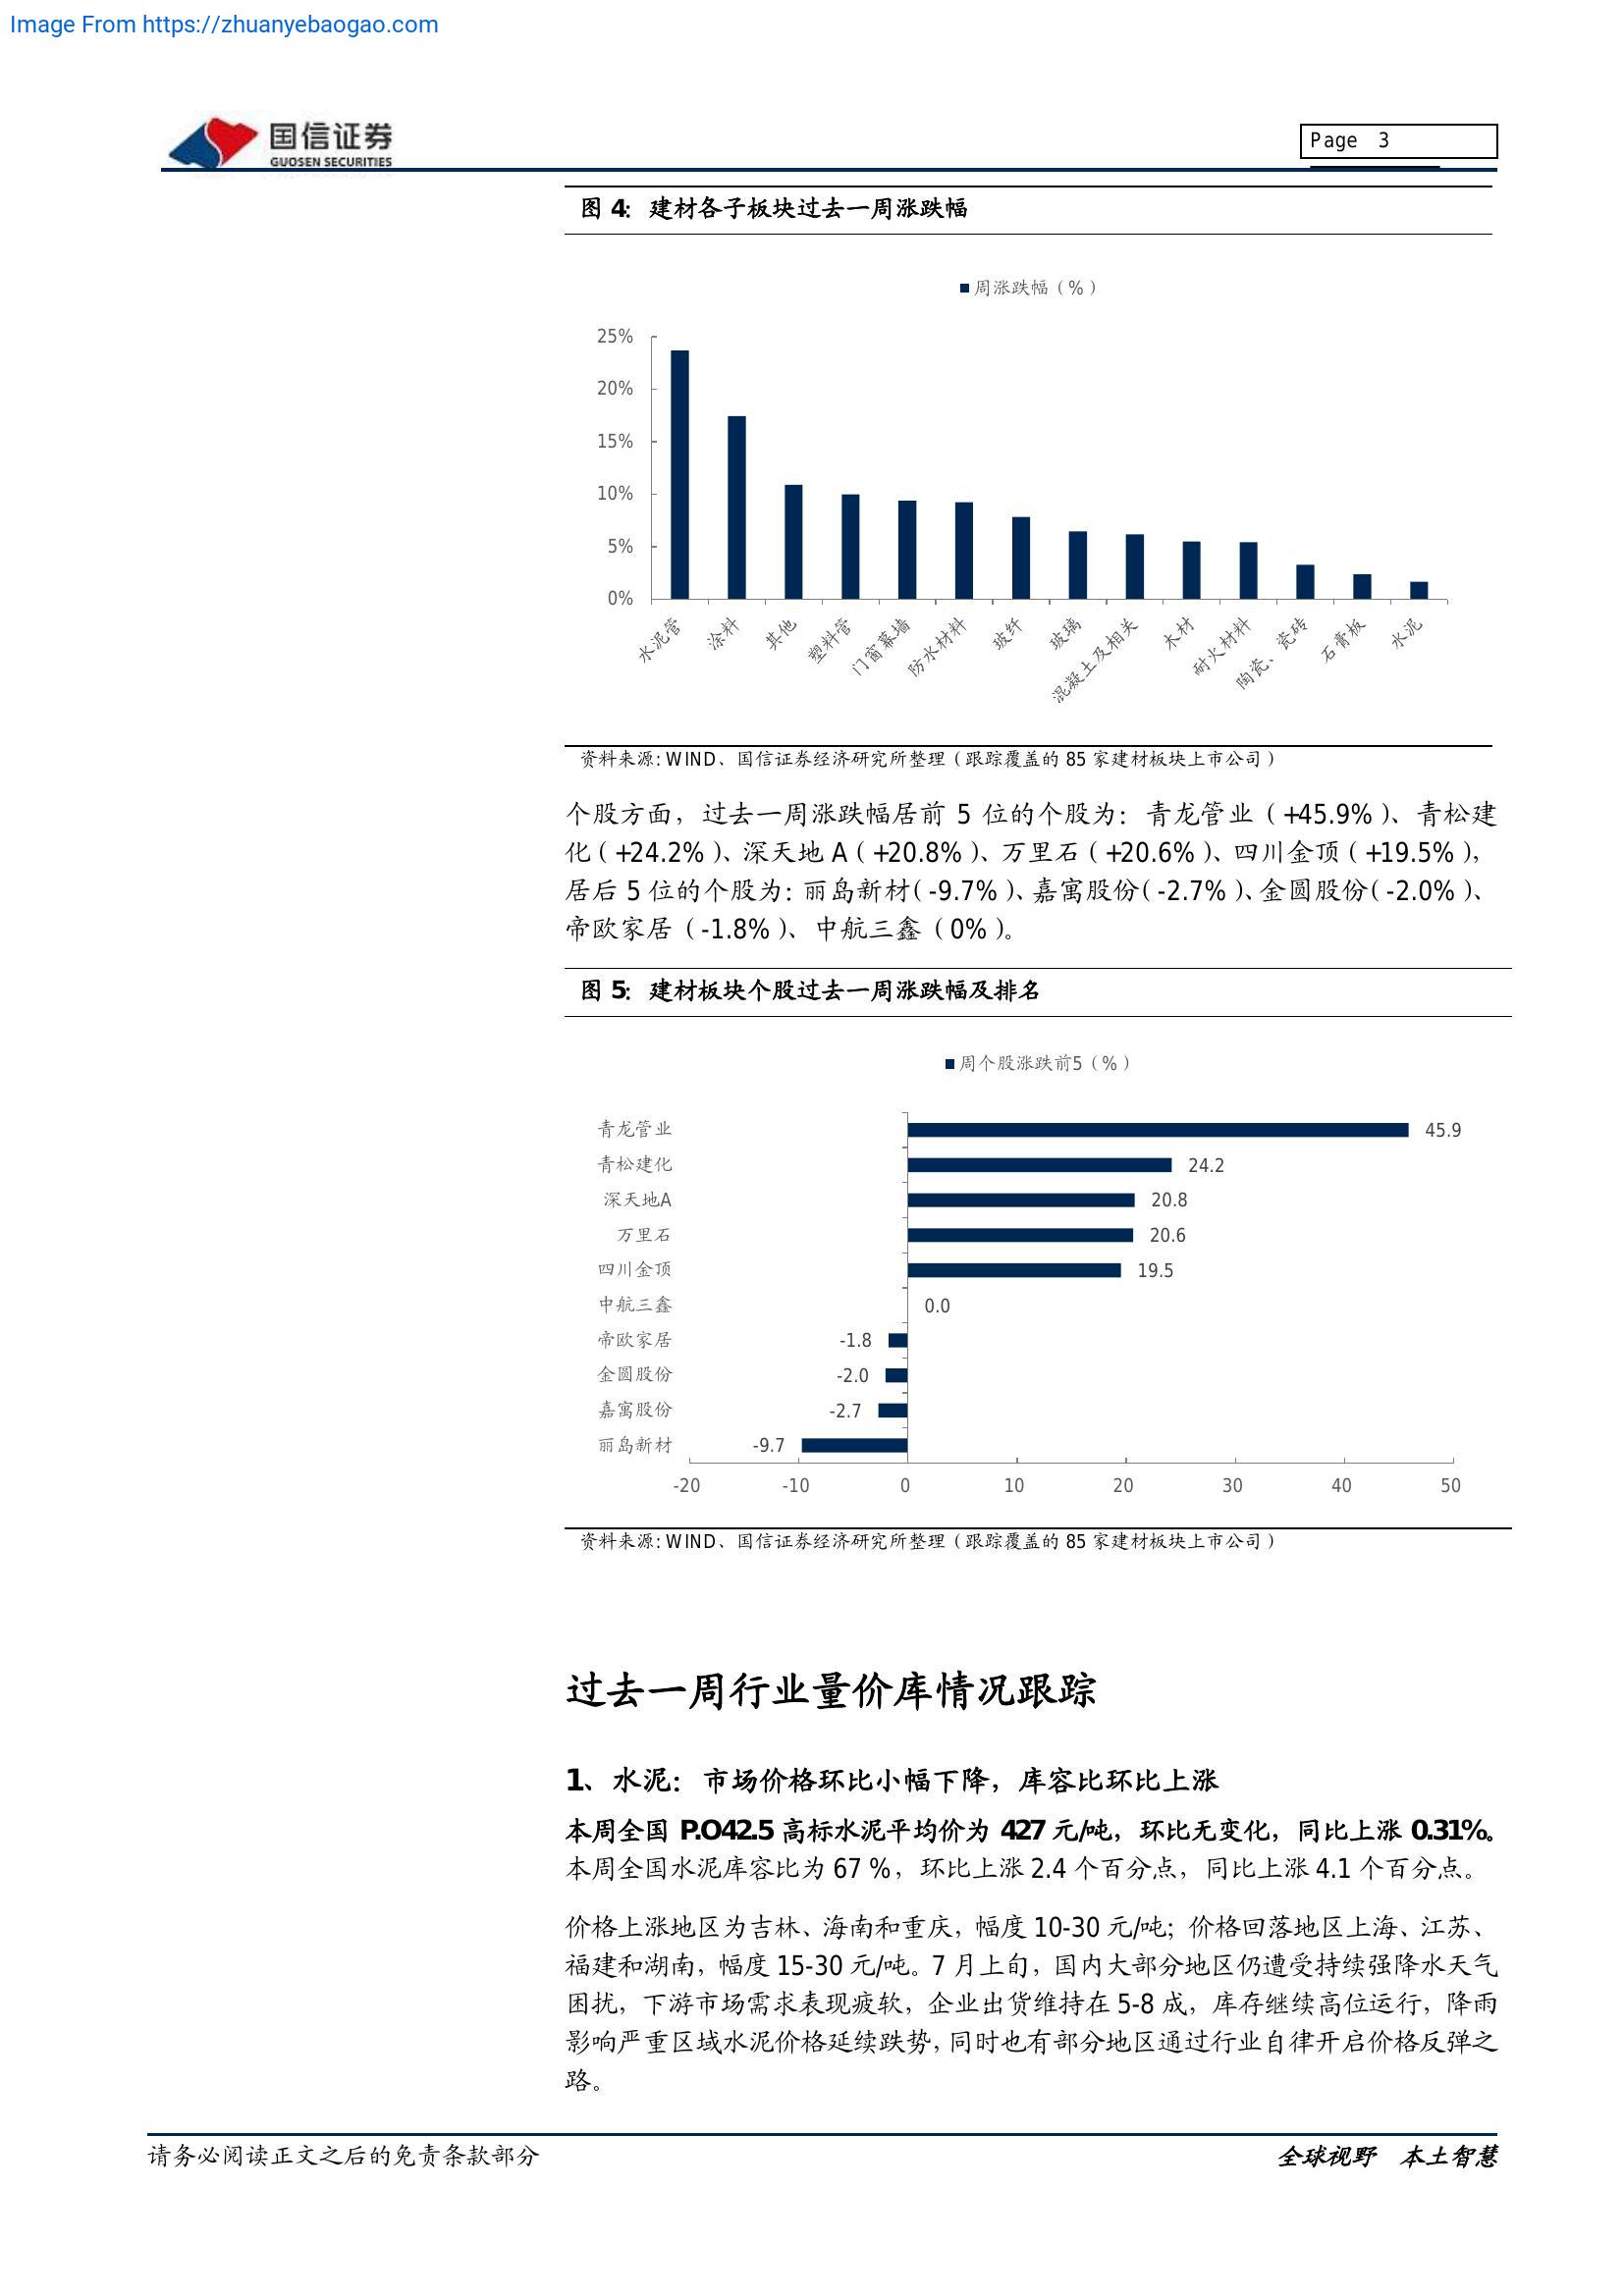 Image From https://zhuanyebaogao.com
国信证券
GUOSEN SECURITIES
Page 3
图 4：建材各子板块过去一周涨跌幅
周涨跌幅（%）
25%
20%
15%
10%
5%
0%
水泥管
涂料
其他
塑料管
门窗幕墙
防水材料
玻纤
玻璃
混凝土及相关
木材
耐火材料
陶瓷、瓷砖
石膏板
水泥
资料来源: WIND、国信证券经济研究所整理（跟踪覆盖的 85 家建材板块上市公司）
个股方面，过去一周涨跌幅居前 5 位的个股为：青龙管业（+45.9%）、青松建
化（+24.2%）、深天地 A（+20.8%）、万里石（+20.6%）、四川金顶（+19.5%），
居后 5 位的个股为：丽岛新材（-9.7%）、嘉寓股份（-2.7%）、金圆股份（-2.0%）、
帝欧家居（-1.8%）、中航三鑫（0%）。
图 5：建材板块个股过去一周涨跌幅及排名
周个股涨跌前5（%）
青龙管业 45.9
青松建化 24.2
深天地A 20.8
万里石 20.6
四川金顶 19.5
中航三鑫 0.0
帝欧家居 -1.8
金圆股份 -2.0
嘉寓股份 -2.7
丽岛新材 -9.7
-20 -10 0 10 20 30 40 50
资料来源: WIND、国信证券经济研究所整理（跟踪覆盖的 85 家建材板块上市公司）
过去一周行业量价库情况跟踪
1、水泥：市场价格环比小幅下降，库容比环比上涨
本周全国 P.O42.5 高标水泥平均价为 427 元/吨，环比无变化，同比上涨 0.31%。
本周全国水泥库容比为 67 %，环比上涨 2.4 个百分点，同比上涨 4.1 个百分点。
价格上涨地区为吉林、海南和重庆，幅度 10-30 元/吨；价格回落地区上海、江苏、
福建和湖南，幅度 15-30 元/吨。7 月上旬，国内大部分地区仍遭受持续强降水天气
困扰，下游市场需求表现疲软，企业出货维持在 5-8 成，库存继续高位运行，降雨
影响严重区域水泥价格延续跌势，同时也有部分地区通过行业自律开启价格反弹之
路。
请务必阅读正文之后的免责条款部分
全球视野 本土智慧